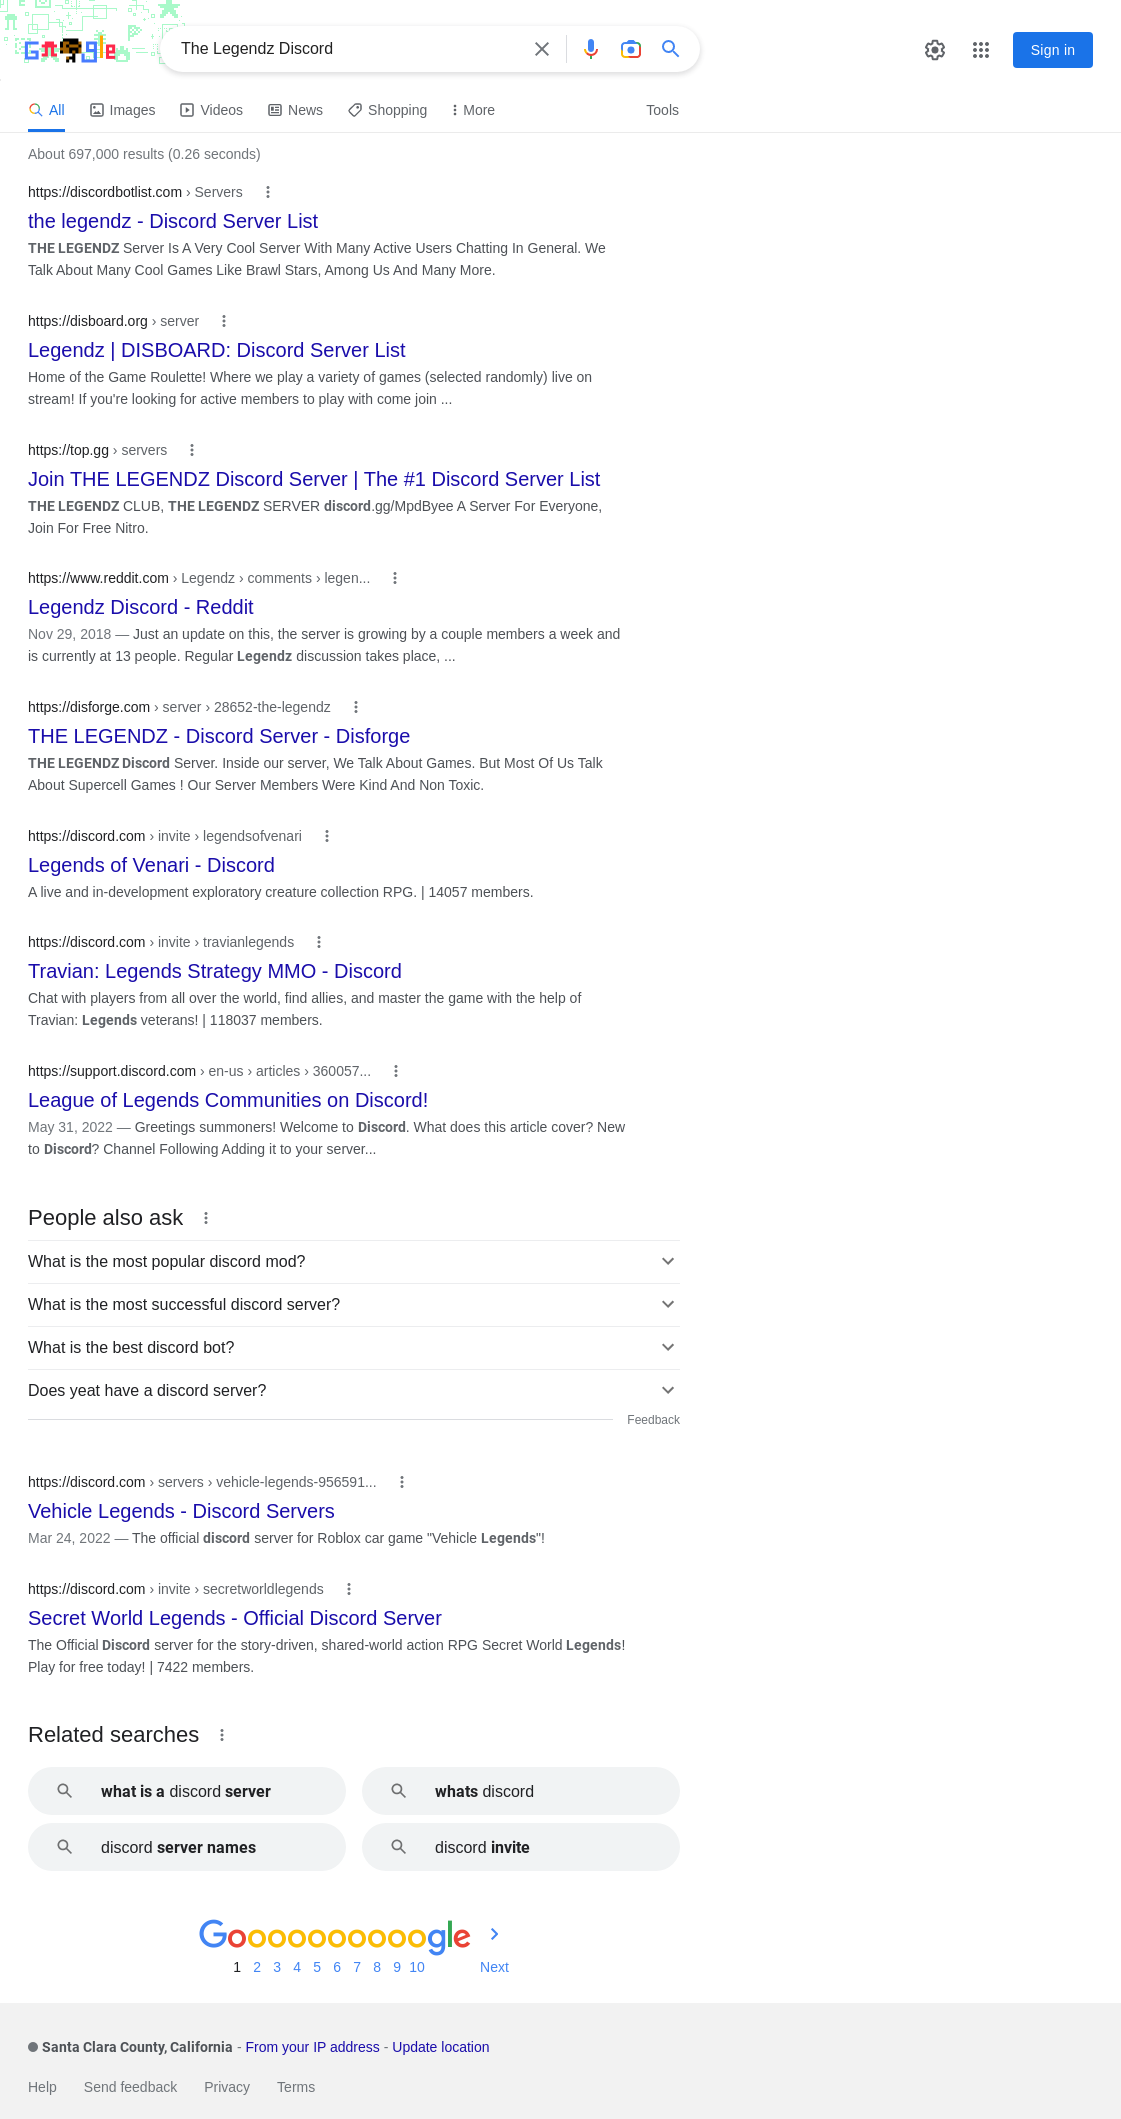 Google
The Legendz Discord
Sign in
All
Images
Videos
News
Shopping
More
Tools
About 697,000 results (0.26 seconds)
https://discordbotlist.com › Servers
the legendz - Discord Server List
THE LEGENDZ Server Is A Very Cool Server With Many Active Users Chatting In General. We
Talk About Many Cool Games Like Brawl Stars, Among Us And Many More.
https://disboard.org › server
Legendz | DISBOARD: Discord Server List
Home of the Game Roulette! Where we play a variety of games (selected randomly) live on
stream! If you're looking for active members to play with come join ...
https://top.gg › servers
Join THE LEGENDZ Discord Server | The #1 Discord Server List
THE LEGENDZ CLUB, THE LEGENDZ SERVER discord.gg/MpdByee A Server For Everyone,
Join For Free Nitro.
https://www.reddit.com › Legendz › comments › legen...
Legendz Discord - Reddit
Nov 29, 2018 — Just an update on this, the server is growing by a couple members a week and
is currently at 13 people. Regular Legendz discussion takes place, ...
https://disforge.com › server › 28652-the-legendz
THE LEGENDZ - Discord Server - Disforge
THE LEGENDZ Discord Server. Inside our server, We Talk About Games. But Most Of Us Talk
About Supercell Games ! Our Server Members Were Kind And Non Toxic.
https://discord.com › invite › legendsofvenari
Legends of Venari - Discord
A live and in-development exploratory creature collection RPG. | 14057 members.
https://discord.com › invite › travianlegends
Travian: Legends Strategy MMO - Discord
Chat with players from all over the world, find allies, and master the game with the help of
Travian: Legends veterans! | 118037 members.
https://support.discord.com › en-us › articles › 360057...
League of Legends Communities on Discord!
May 31, 2022 — Greetings summoners! Welcome to Discord. What does this article cover? New
to Discord? Channel Following Adding it to your server...
People also ask
What is the most popular discord mod?
What is the most successful discord server?
What is the best discord bot?
Does yeat have a discord server?
Feedback
https://discord.com › servers › vehicle-legends-956591...
Vehicle Legends - Discord Servers
Mar 24, 2022 — The official discord server for Roblox car game "Vehicle Legends"!
https://discord.com › invite › secretworldlegends
Secret World Legends - Official Discord Server
The Official Discord server for the story-driven, shared-world action RPG Secret World Legends!
Play for free today! | 7422 members.
Related searches
what is a discord server
whats discord
discord server names
discord invite
Goooooooooogle
1 2 3 4 5 6 7 8 9 10 Next
Santa Clara County, California - From your IP address - Update location
Help Send feedback Privacy Terms